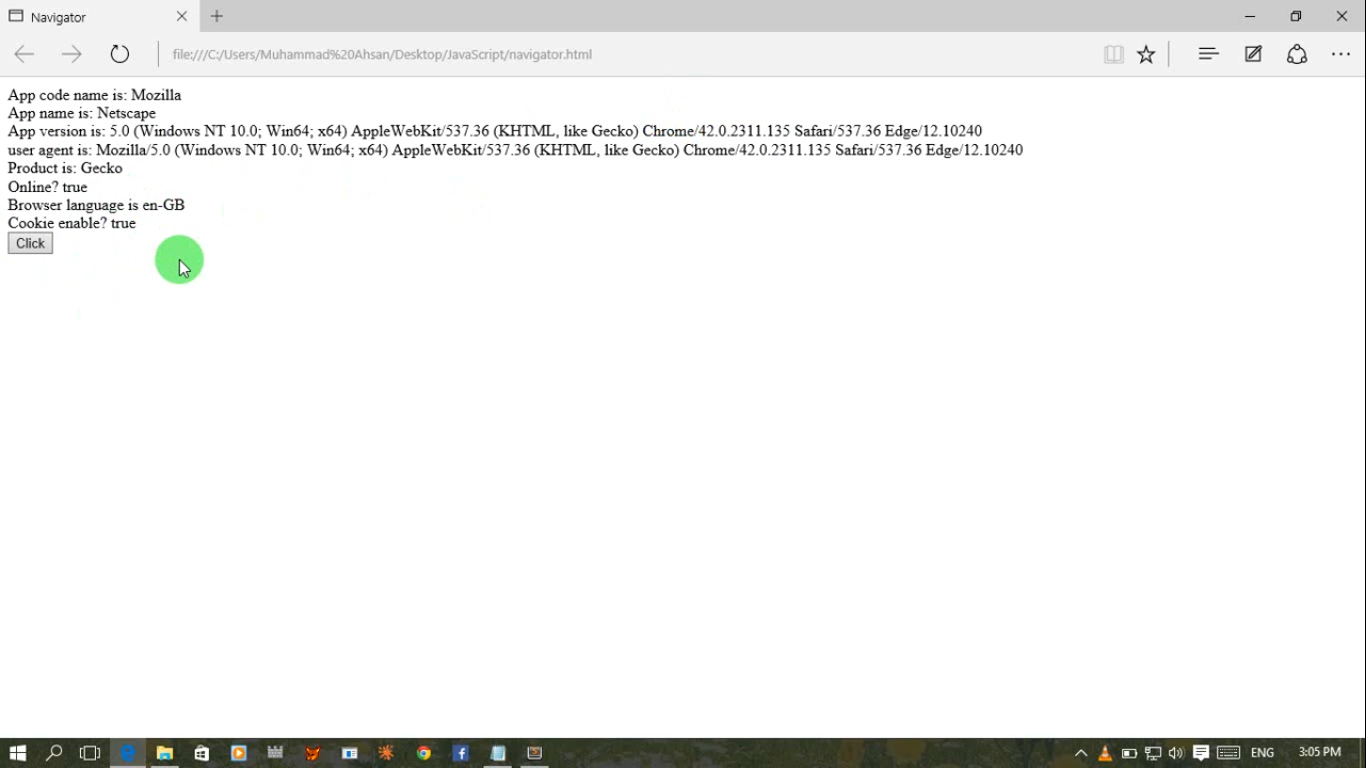 Navigator
file:///C:/Users/Muhammad%20Ahsan/Desktop/JavaScript/navigator.html
App code name is: Mozilla
App name is: Netscape
App version is: 5.0 (Windows NT 10.0; Win64; x64) AppleWebKit/537.36 (KHTML, like Gecko) Chrome/42.0.2311.135 Safari/537.36 Edge/12.10240
user agent is: Mozilla/5.0 (Windows NT 10.0; Win64; x64) AppleWebKit/537.36 (KHTML, like Gecko) Chrome/42.0.2311.135 Safari/537.36 Edge/12.10240
Product is: Gecko
Online? true
Browser language is en-GB
Cookie enable? true
Click
ENG
3:05 PM